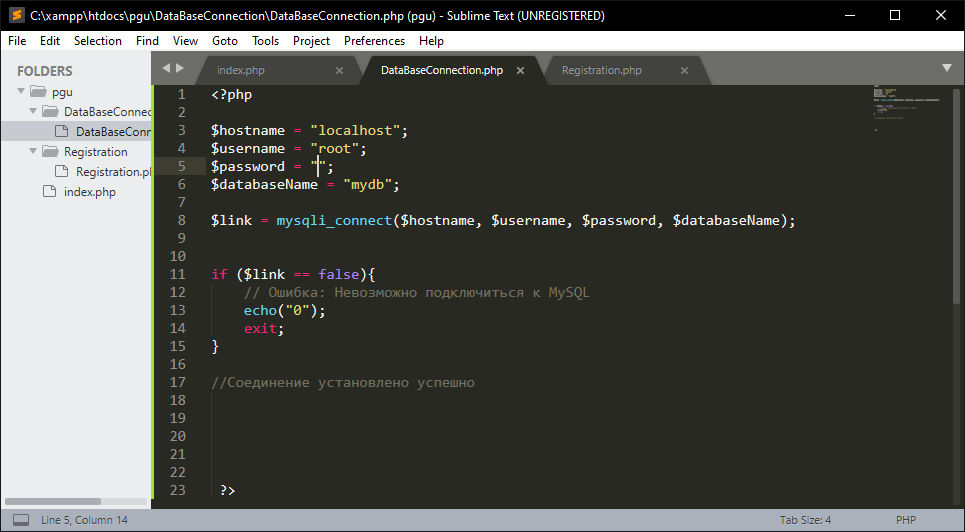 C:\xampp\htdocs\pgu\DataBaseConnection\DataBaseConnection.php (pgu) - Sublime Text (UNREGISTERED)
File Edit Selection Find View Goto Tools Project Preferences Help
FOLDERS
pgu
DataBaseConnec
DataBaseConn
Registration
Registration.p
index.php
index.php × DataBaseConnection.php × Registration.php ×
1 <?php
2
3 $hostname = "localhost";
4 $username = "root";
5 $password = "";
6 $databaseName = "mydb";
7
8 $link = mysqli_connect($hostname, $username, $password, $databaseName);
9
10
11 if ($link == false){
12 // Ошибка: Невозможно подключиться к MySQL
13 echo("0");
14 exit;
15 }
16
17 //Соединение установлено успешно
18
19
20
21
22
23 ?>
Line 5, Column 14 Tab Size: 4 PHP